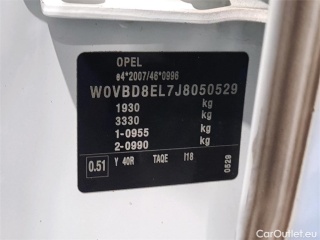 OPEL
e4*2007/46*0996
W0VBD8EL7J8050529
1930 kg
3330 kg
1-0955 kg
2-0990 kg
0.51 Y 40R TAQE I18
0529
CarOutlet.eu